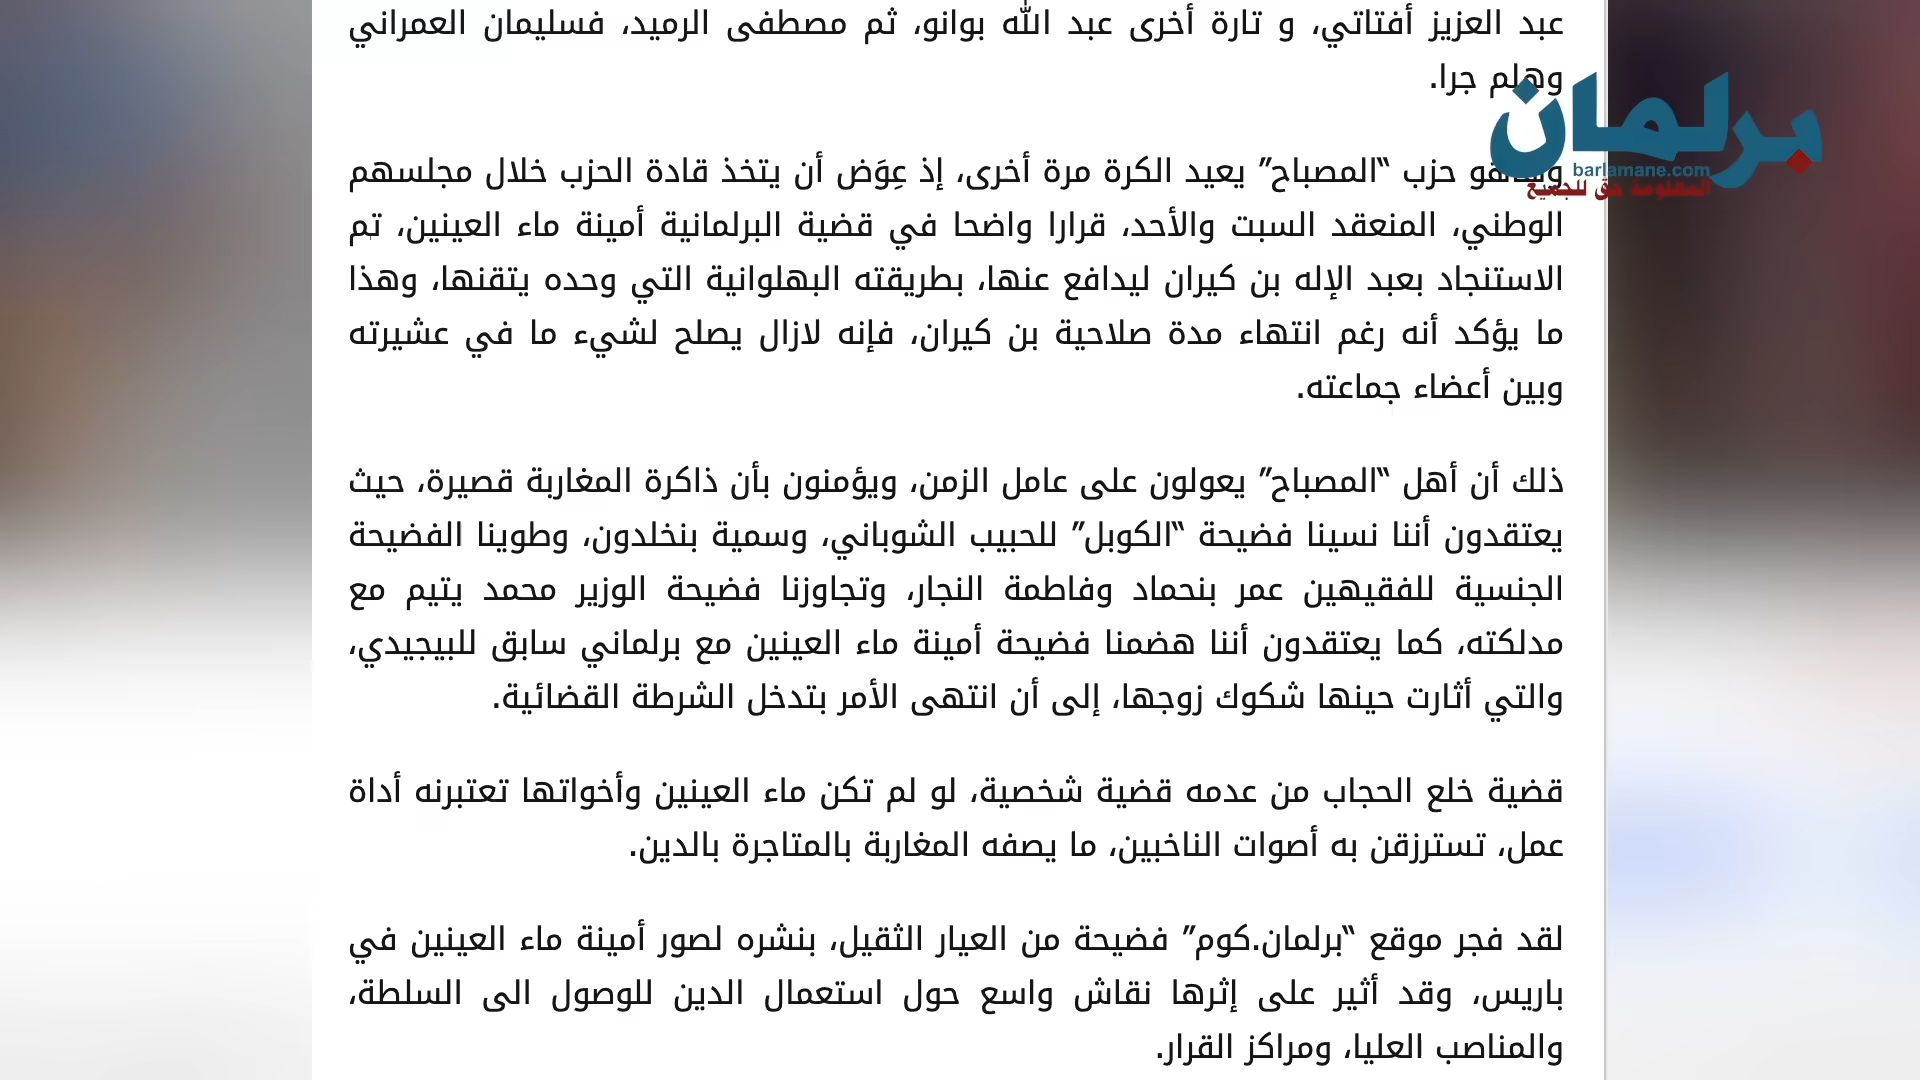 عبد العزيز أفتاتي، و تارة أخرى عبد الله بوانو، ثم مصطفى الرميد، فسليمان العمراني
وهلم جرا.
برلمان
barlamane.com
المعلومة حق للجميع
حزب “المصباح” يعيد الكرة مرة أخرى، إذ عِوَض أن يتخذ قادة الحزب خلال مجلسهم
الوطني، المنعقد السبت والأحد، قرارا واضحا في قضية البرلمانية أمينة ماء العينين، تم
الاستنجاد بعبد الإله بن كيران ليدافع عنها، بطريقته البهلوانية التي وحده يتقنها، وهذا
ما يؤكد أنه رغم انتهاء مدة صلاحية بن كيران، فإنه لازال يصلح لشيء ما في عشيرته
وبين أعضاء جماعته.
ذلك أن أهل “المصباح” يعولون على عامل الزمن، ويؤمنون بأن ذاكرة المغاربة قصيرة، حيث
يعتقدون أننا نسينا فضيحة “الكوبل” للحبيب الشوباني، وسمية بنخلدون، وطوينا الفضيحة
الجنسية للفقيهين عمر بنحماد وفاطمة النجار، وتجاوزنا فضيحة الوزير محمد يتيم مع
مدلكته، كما يعتقدون أننا هضمنا فضيحة أمينة ماء العينين مع برلماني سابق للبيجيدي،
والتي أثارت حينها شكوك زوجها، إلى أن انتهى الأمر بتدخل الشرطة القضائية.
قضية خلع الحجاب من عدمه قضية شخصية، لو لم تكن ماء العينين وأخواتها تعتبرنه أداة
عمل، تسترزقن به أصوات الناخبين، ما يصفه المغاربة بالمتاجرة بالدين.
لقد فجر موقع “برلمان.كوم” فضيحة من العيار الثقيل، بنشره لصور أمينة ماء العينين في
باريس، وقد أثير على إثرها نقاش واسع حول استعمال الدين للوصول الى السلطة،
والمناصب العليا، ومراكز القرار.